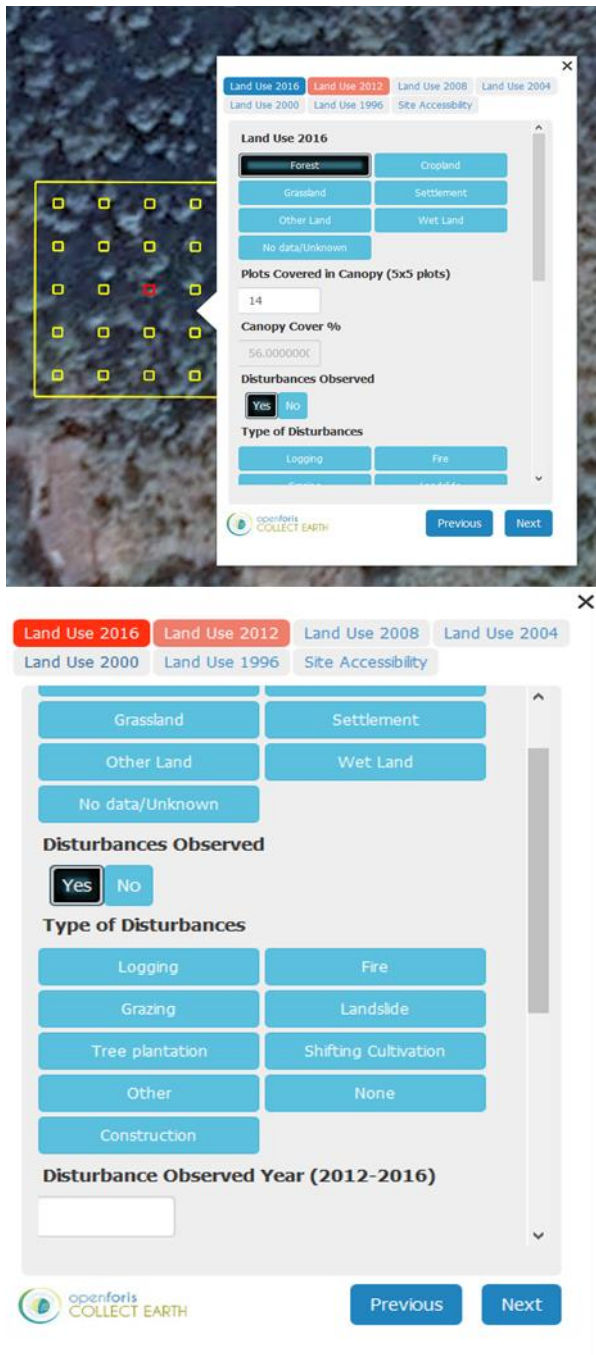 Land Use 2016 Land Use 2012 Land Use 2008 Land Use 2004
Land Use 2000 Land Use 1996 Site Accessibility
Land Use 2016
Forest Cropland
Grassland Settlement
Other Land Wet Land
No data/Unknown
Plots Covered in Canopy (5x5 plots)
14
Canopy Cover %
56.0000000
Disturbances Observed
Yes No
Type of Disturbances
Logging Fire
openforis
COLLECT EARTH
Previous Next
Land Use 2016 Land Use 2012 Land Use 2008 Land Use 2004
Land Use 2000 Land Use 1996 Site Accessibility
Grassland Settlement
Other Land Wet Land
No data/Unknown
Disturbances Observed
Yes No
Type of Disturbances
Logging Fire
Grazing Landslide
Tree plantation Shifting Cultivation
Other None
Construction
Disturbance Observed Year (2012-2016)
openforis
COLLECT EARTH
Previous Next